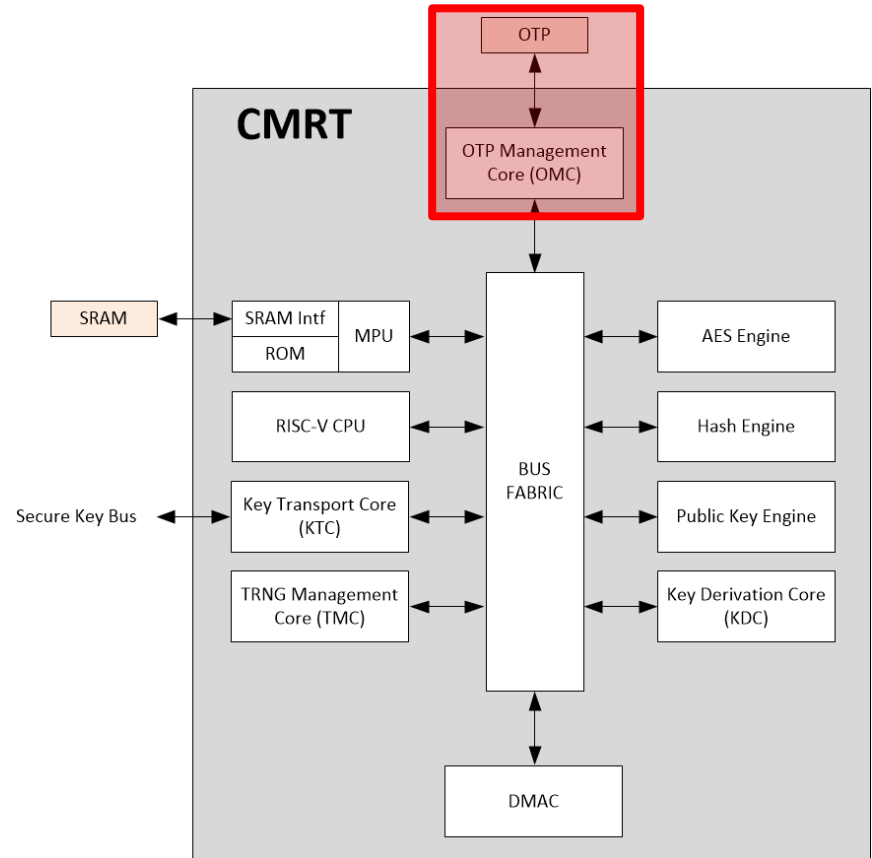 OTP
CMRT
OTP Management
Core (OMC)
SRAM
SRAM Intf
ROM
MPU
AES Engine
RISC-V CPU
Hash Engine
BUS
FABRIC
Secure Key Bus
Key Transport Core
(KTC)
Public Key Engine
TRNG Management
Core (TMC)
Key Derivation Core
(KDC)
DMAC